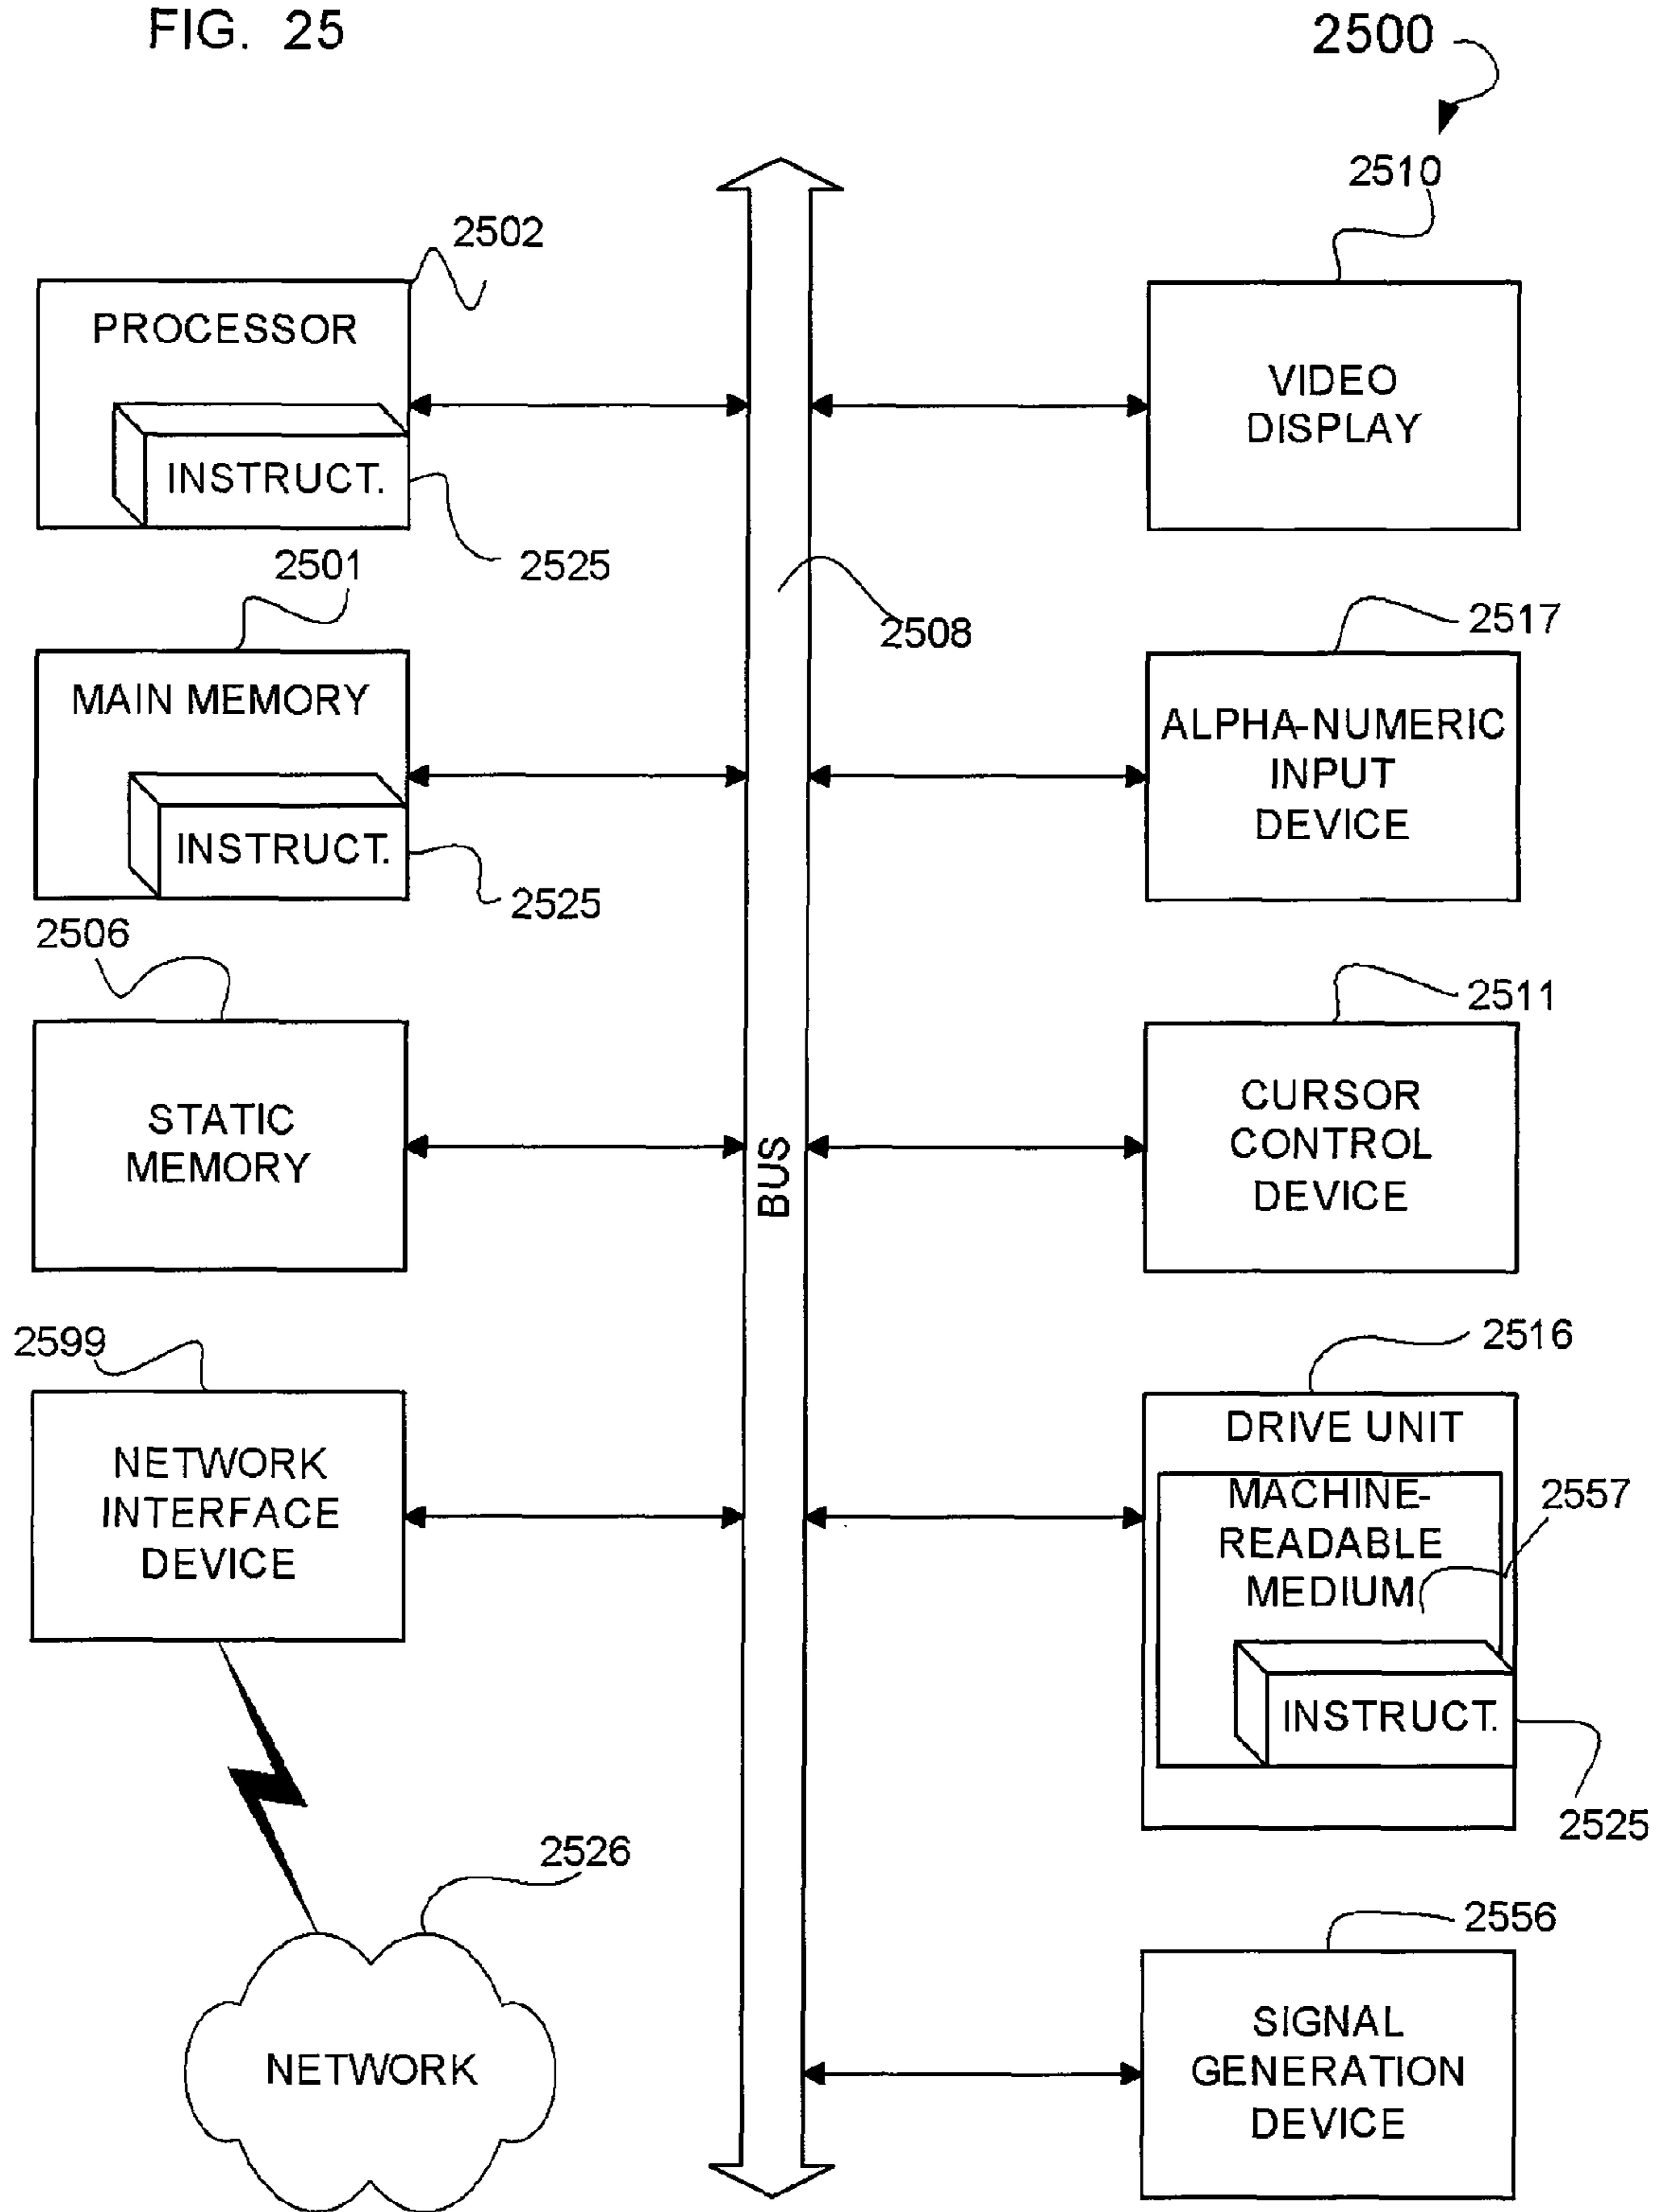 FIG. 25
2500
2510
2502
PROCESSOR
INSTRUCT.
2525
VIDEO
DISPLAY
2501
MAIN MEMORY
INSTRUCT.
2525
2508
2517
ALPHA-NUMERIC
INPUT
DEVICE
2506
STATIC
MEMORY
BUS
2511
CURSOR
CONTROL
DEVICE
2599
NETWORK
INTERFACE
DEVICE
2516
DRIVE UNIT
MACHINE-
READABLE
MEDIUM
2557
INSTRUCT.
2525
2526
NETWORK
2556
SIGNAL
GENERATION
DEVICE